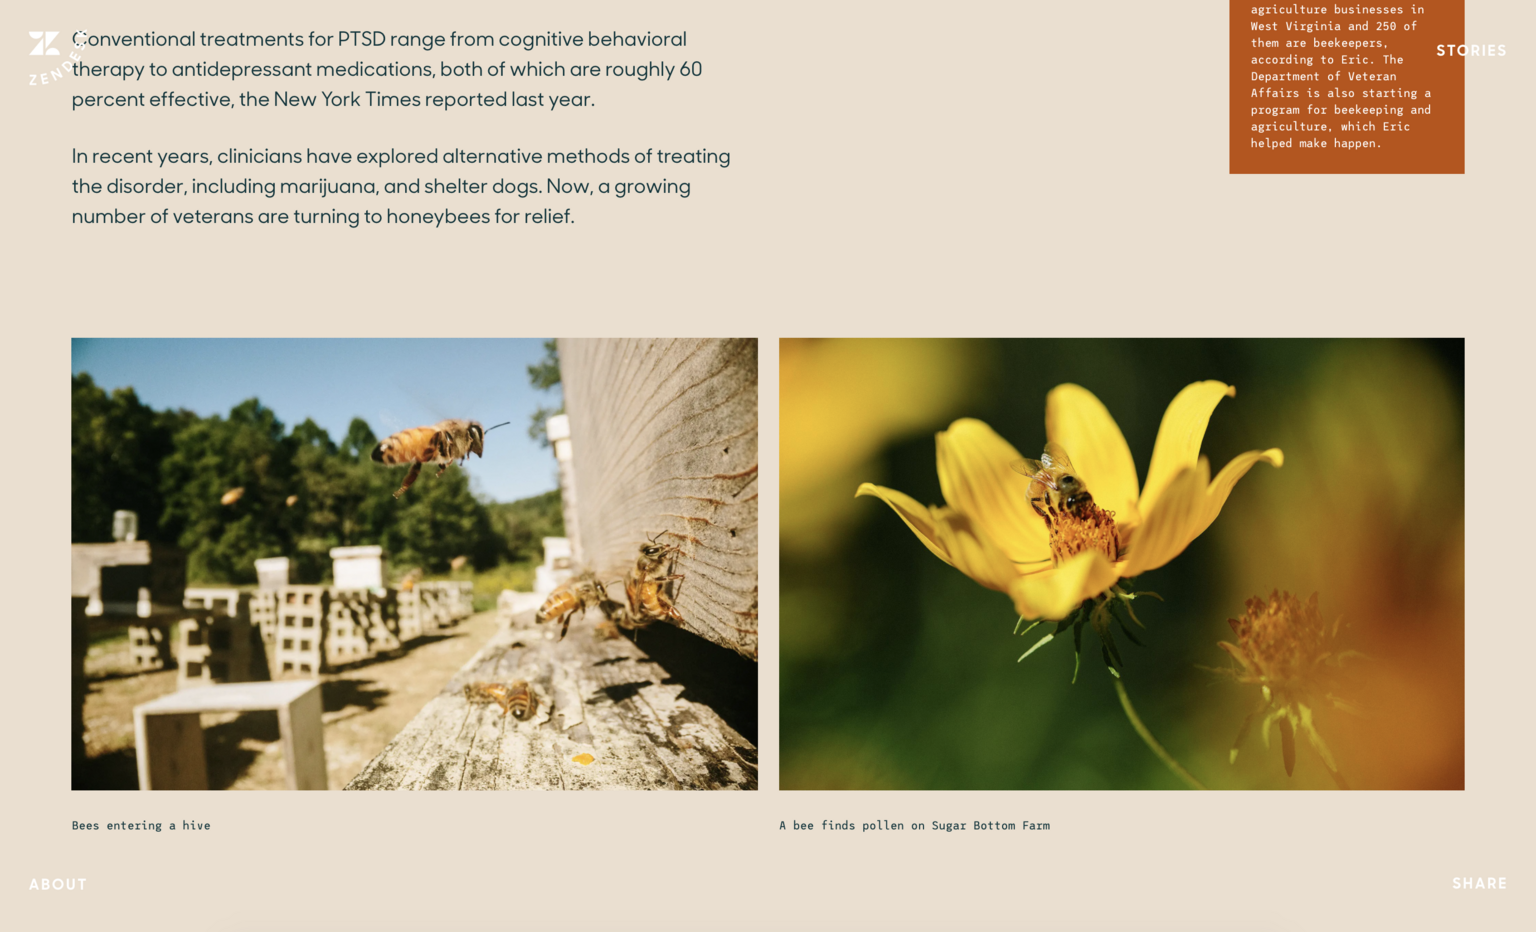 ZENDESK
STORIES
Conventional treatments for PTSD range from cognitive behavioral
therapy to antidepressant medications, both of which are roughly 60
percent effective, the New York Times reported last year.
In recent years, clinicians have explored alternative methods of treating
the disorder, including marijuana, and shelter dogs. Now, a growing
number of veterans are turning to honeybees for relief.
agriculture businesses in
West Virginia and 250 of
them are beekeepers,
according to Eric. The
Department of Veteran
Affairs is also starting a
program for beekeeping and
agriculture, which Eric
helped make happen.
Bees entering a hive
A bee finds pollen on Sugar Bottom Farm
ABOUT
SHARE